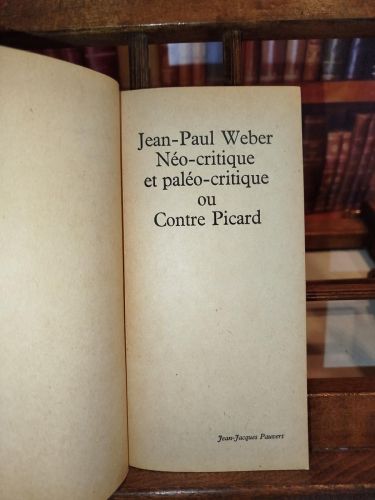 Jean-Paul Weber
Néo-critique
et paléo-critique
ou
Contre Picard
Jean-Jacques Pauvert